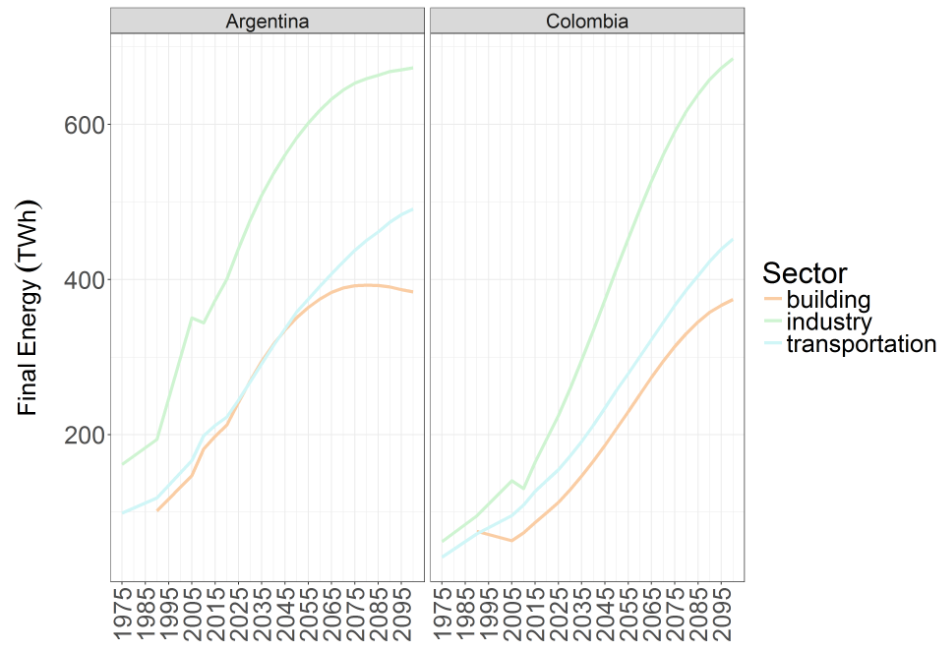 Argentina
Colombia
Final Energy (TWh)
600
400
200
1975 1985 1995 2005 2015 2025 2035 2045 2055 2065 2075 2085 2095
1975 1985 1995 2005 2015 2025 2035 2045 2055 2065 2075 2085 2095
Sector
building
industry
transportation